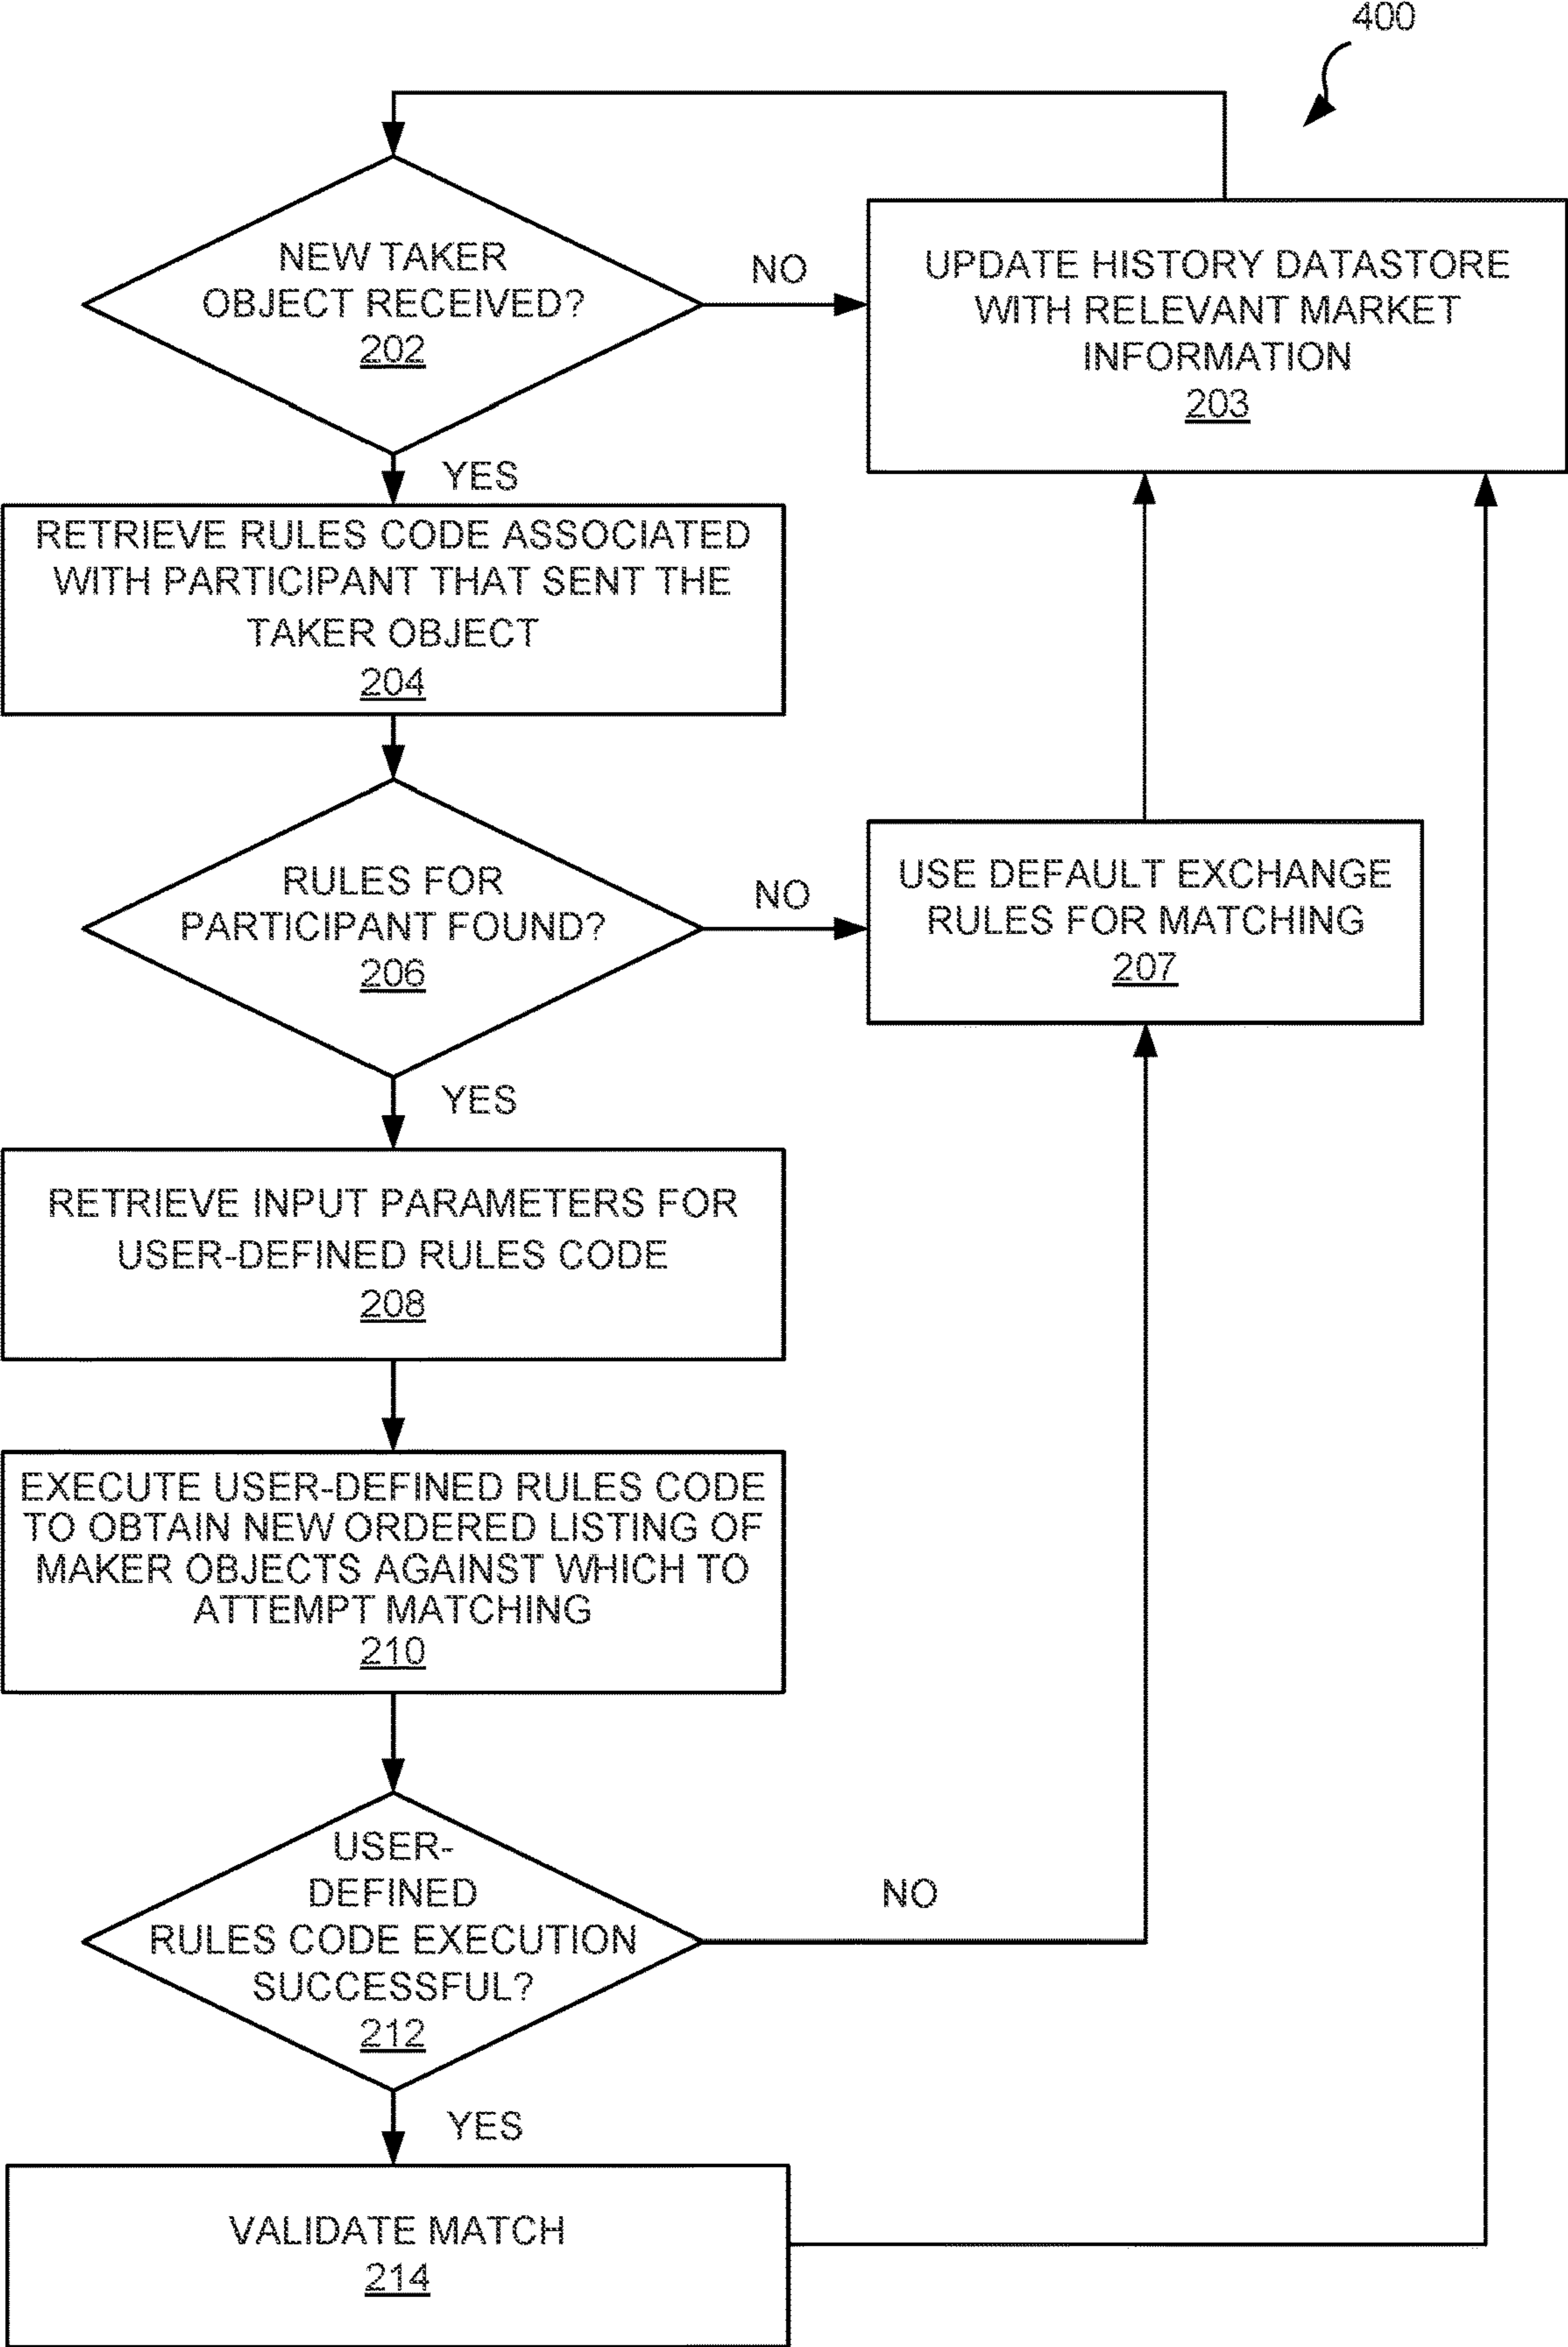 400
NEW TAKER
OBJECT RECEIVED?
202
NO
UPDATE HISTORY DATASTORE
WITH RELEVANT MARKET
INFORMATION
203
YES
RETRIEVE RULES CODE ASSOCIATED
WITH PARTICIPANT THAT SENT THE
TAKER OBJECT
204
RULES FOR
PARTICIPANT FOUND?
206
NO
USE DEFAULT EXCHANGE
RULES FOR MATCHING
207
YES
RETRIEVE INPUT PARAMETERS FOR
USER-DEFINED RULES CODE
208
EXECUTE USER-DEFINED RULES CODE
TO OBTAIN NEW ORDERED LISTING OF
MAKER OBJECTS AGAINST WHICH TO
ATTEMPT MATCHING
210
USER-
DEFINED
RULES CODE EXECUTION
SUCCESSFUL?
212
NO
YES
VALIDATE MATCH
214